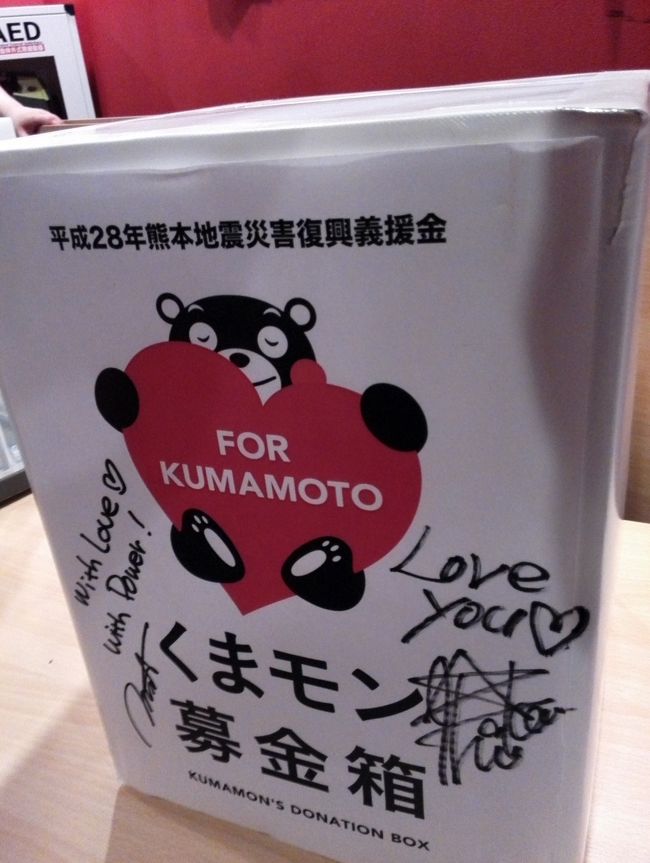 AED
平成28年熊本地震災害復興義援金
FOR
KUMAMOTO
With Love♡
With Power!
Love
you♡
くまモン
募金箱
KUMAMON'S DONATION BOX